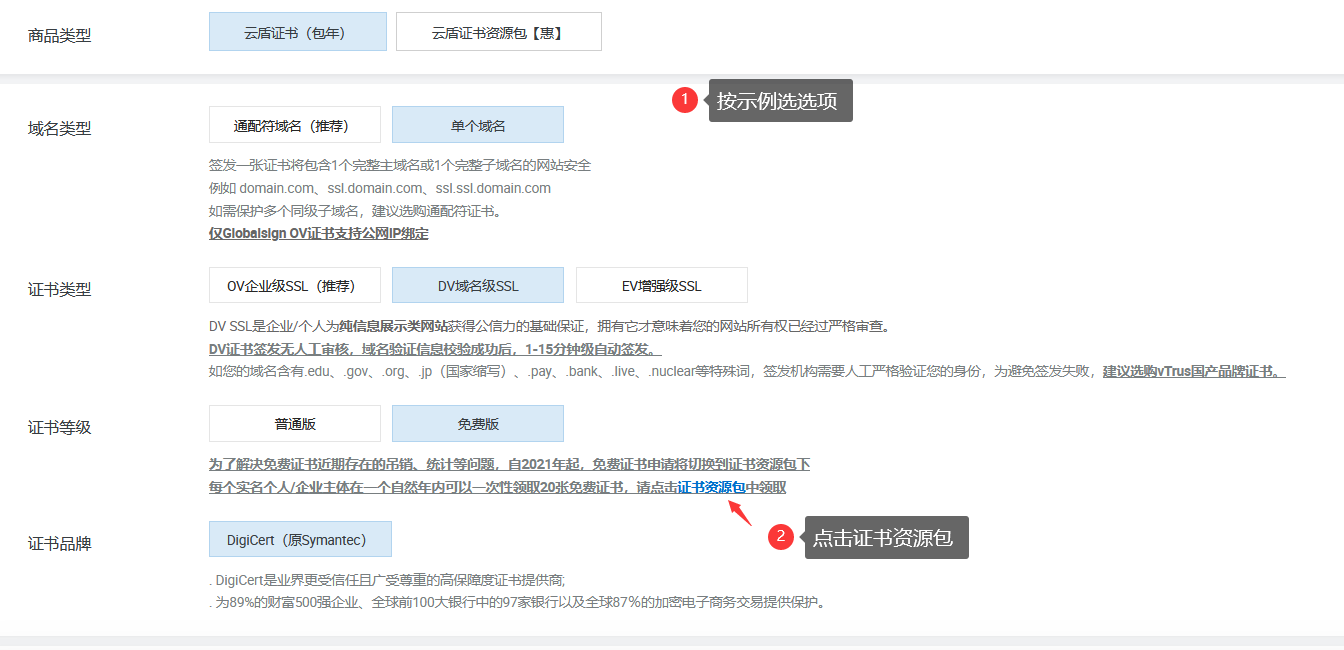 商品类型
云盾证书（包年）
云盾证书资源包【惠】
1
按示例选选项
域名类型
通配符域名（推荐）
单个域名
签发一张证书将包含1个完整主域名或1个完整子域名的网站安全
例如 domain.com、ssl.domain.com、ssl.ssl.domain.com
如需保护多个同级子域名，建议选购通配符证书。
仅Globalsign OV证书支持公网IP绑定
证书类型
OV企业级SSL（推荐）
DV域名级SSL
EV增强级SSL
DV SSL是企业/个人为纯信息展示类网站获得公信力的基础保证，拥有它才意味着您的网站所有权已经过严格审查。
DV证书签发无人工审核，域名验证信息校验成功后，1-15分钟级自动签发。
如您的域名含有.edu、.gov、.org、.jp（国家缩写）、.pay、.bank、.live、.nuclear等特殊词，签发机构需要人工严格验证您的身份，为避免签发失败，建议选购vTrus国产品牌证书。
证书等级
普通版
免费版
为了解决免费证书近期存在的吊销、统计等问题，自2021年起，免费证书申请将切换到证书资源包下
每个实名个人/企业主体在一个自然年内可以一次性领取20张免费证书，请点击证书资源包中领取
2
点击证书资源包
证书品牌
DigiCert（原Symantec）
. DigiCert是业界更受信任且广受尊重的高保障度证书提供商;
. 为89%的财富500强企业、全球前100大银行中的97家银行以及全球87%的加密电子商务交易提供保护。